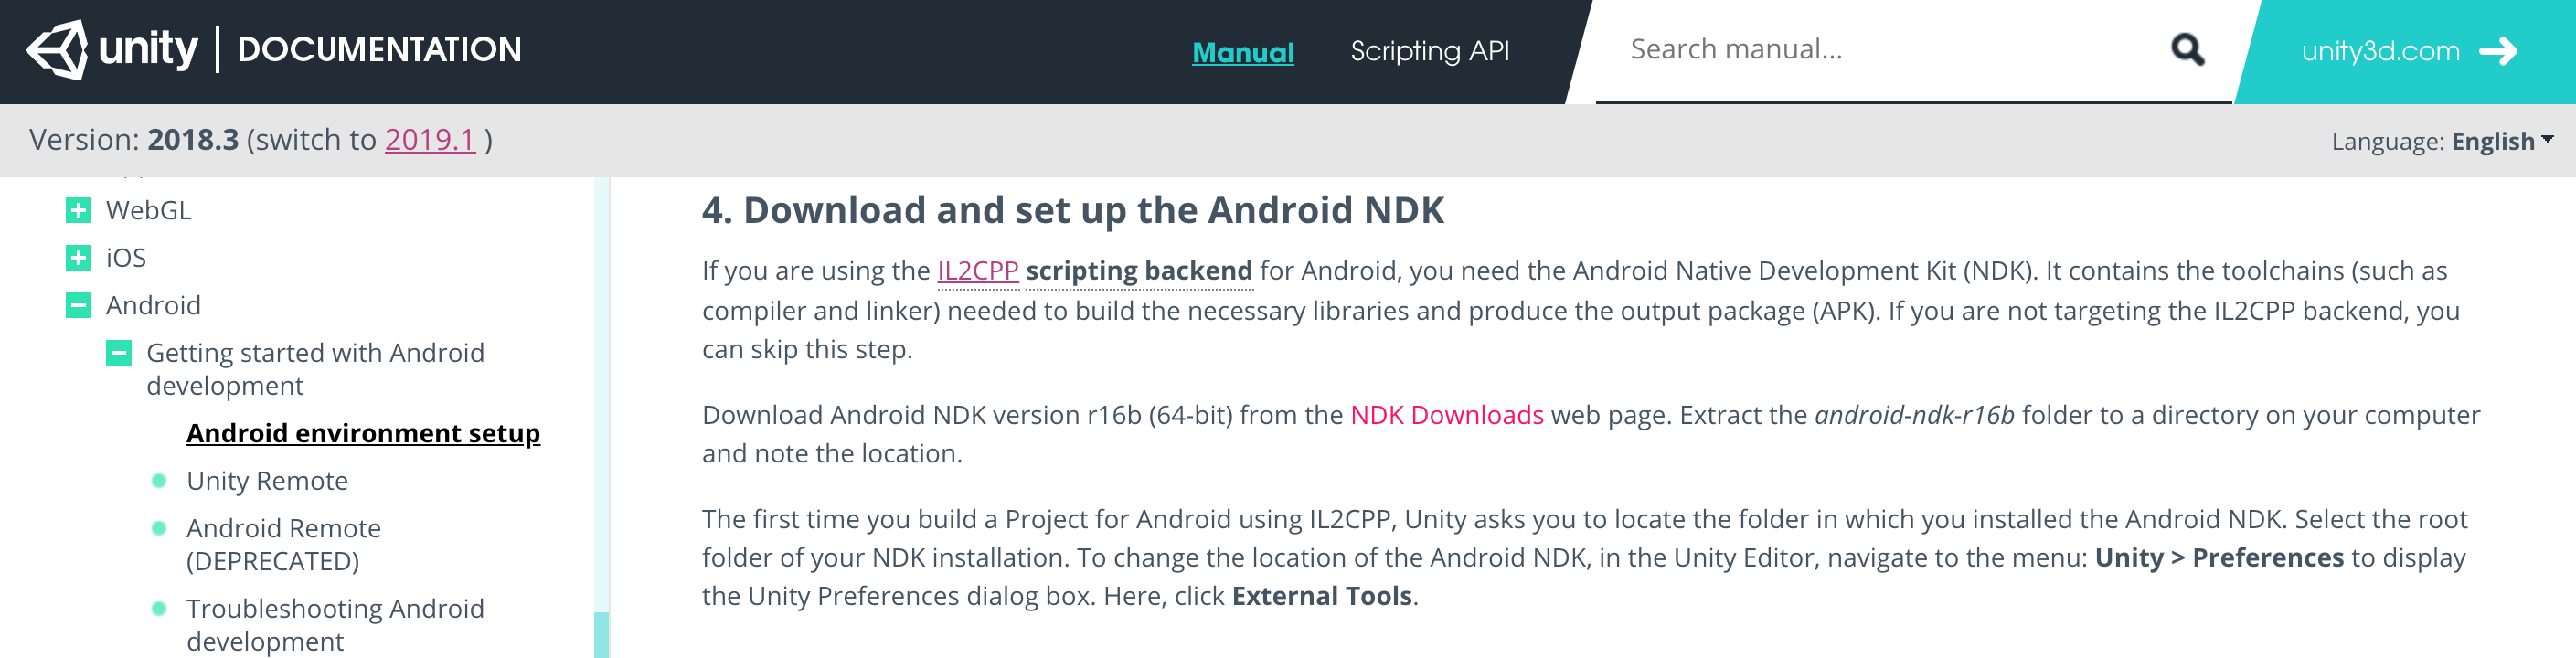 unity | DOCUMENTATION
Manual
Scripting API
Search manual...
unity3d.com
Version: 2018.3 (switch to 2019.1 )
Language: English
WebGL
iOS
Android
Getting started with Android
development
Android environment setup
Unity Remote
Android Remote
(DEPRECATED)
Troubleshooting Android
development
4. Download and set up the Android NDK
If you are using the IL2CPP scripting backend for Android, you need the Android Native Development Kit (NDK). It contains the toolchains (such as
compiler and linker) needed to build the necessary libraries and produce the output package (APK). If you are not targeting the IL2CPP backend, you
can skip this step.
Download Android NDK version r16b (64-bit) from the NDK Downloads web page. Extract the android-ndk-r16b folder to a directory on your computer
and note the location.
The first time you build a Project for Android using IL2CPP, Unity asks you to locate the folder in which you installed the Android NDK. Select the root
folder of your NDK installation. To change the location of the Android NDK, in the Unity Editor, navigate to the menu: Unity > Preferences to display
the Unity Preferences dialog box. Here, click External Tools.